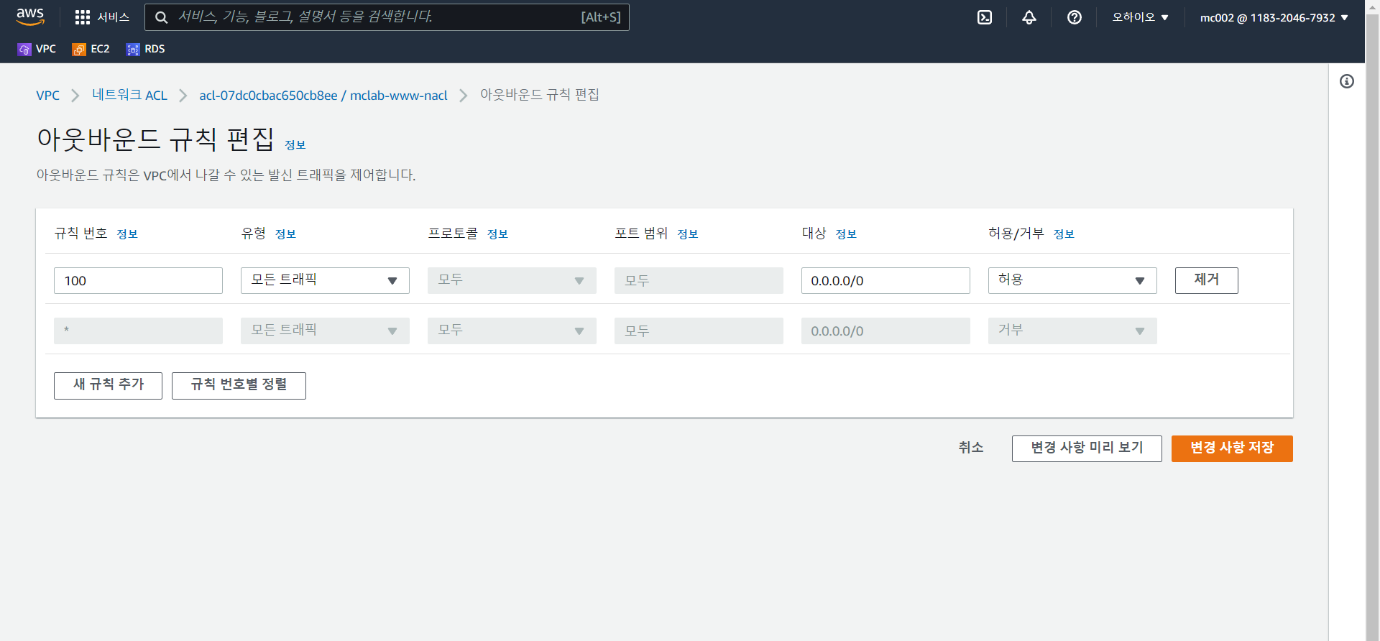 aws 서비스 서비스, 기능, 블로그, 설명서 등을 검색합니다. [Alt+S] 오하이오 mc002 @ 1183-2046-7932
VPC EC2 RDS
VPC 네트워크 ACL acl-07dc0cbac650cb8ee / mclab-www-nacl 아웃바운드 규칙 편집
아웃바운드 규칙 편집 정보
아웃바운드 규칙은 VPC에서 나갈 수 있는 발신 트래픽을 제어합니다.
규칙 번호 정보 유형 정보 프로토콜 정보 포트 범위 정보 대상 정보 허용/거부 정보
100 모든 트래픽 모두 모두 0.0.0.0/0 허용 제거
* 모든 트래픽 모두 모두 0.0.0.0/0 거부
새 규칙 추가 규칙 번호별 정렬
취소 변경 사항 미리 보기 변경 사항 저장